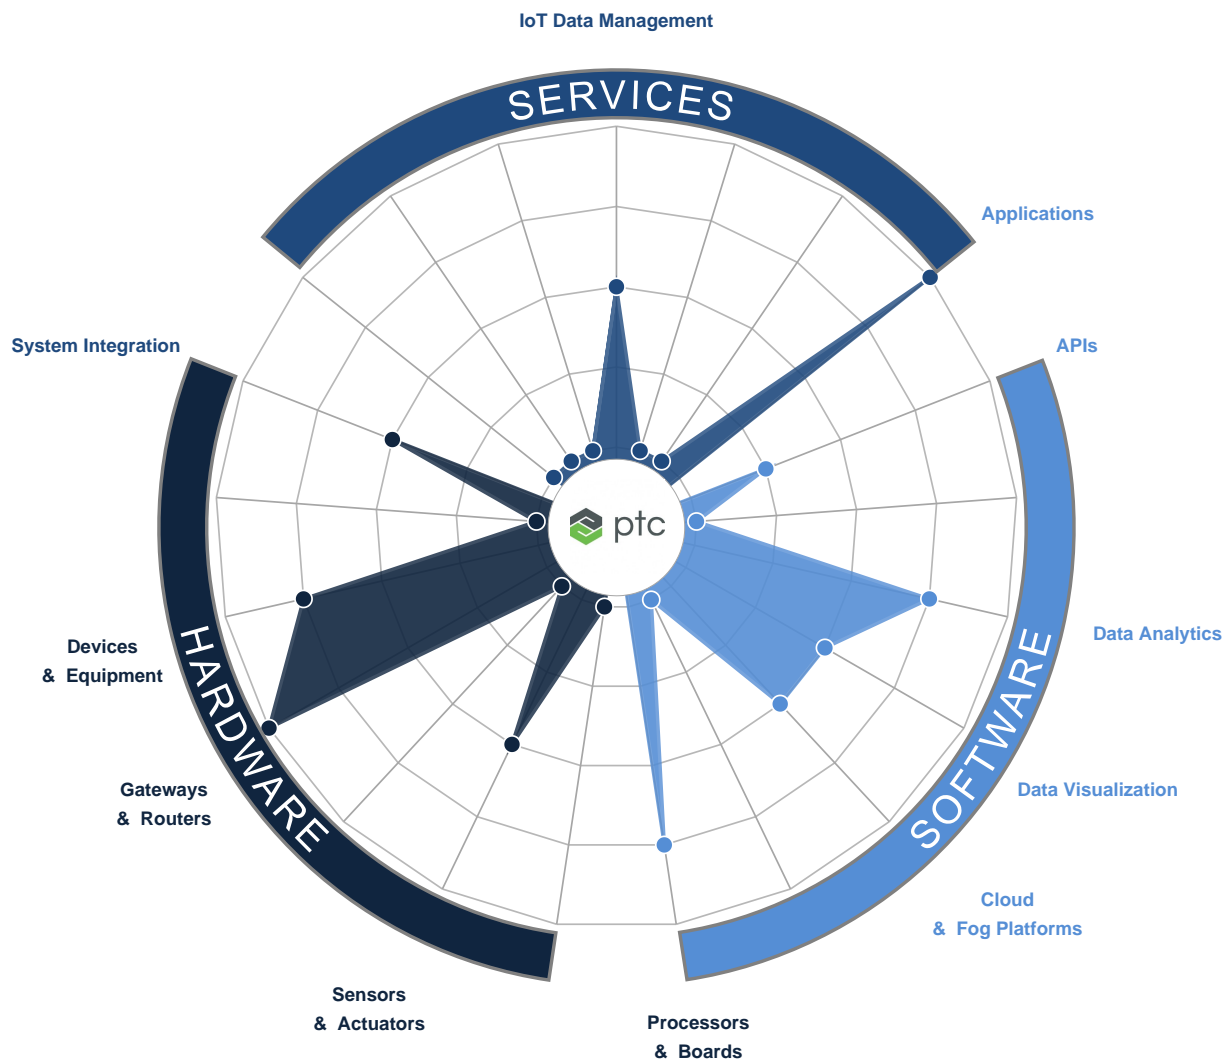 IoT Data Management
SERVICES
Applications
System Integration
APIs
ptc
Devices
& Equipment
Data Analytics
HARDWARE
SOFTWARE
Gateways
& Routers
Data Visualization
Cloud
& Fog Platforms
Sensors
& Actuators
Processors
& Boards